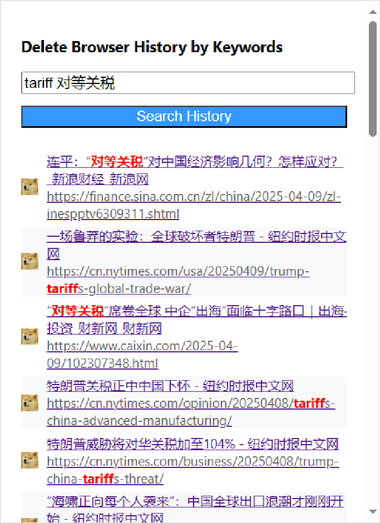 Delete Browser History by Keywords
tariff 对等关税
Search History
连平：“对等关税”对中国经济影响几何？怎样应对？
_新浪财经_新浪网
https://finance.sina.com.cn/zl/china/2025-04-09/zl-
inespptv6309311.shtml
一场鲁莽的实验：全球破坏者特朗普 - 纽约时报中文
网
https://cn.nytimes.com/usa/20250409/trump-
tariffs-global-trade-war/
“对等关税”席卷全球 中企“出海”面临十字路口｜出海·
投资_财新网_财新网
https://www.caixin.com/2025-04-
09/102307348.html
特朗普关税正中中国下怀 - 纽约时报中文网
https://cn.nytimes.com/opinion/20250408/tariffs-
china-advanced-manufacturing/
特朗普威胁将对华关税加至104% - 纽约时报中文网
https://cn.nytimes.com/business/20250408/trump-
china-tariffs-threat/
“海啸正向每个人袭来”：中国全球出口浪潮才刚刚开
始 - 纽约时报中文网